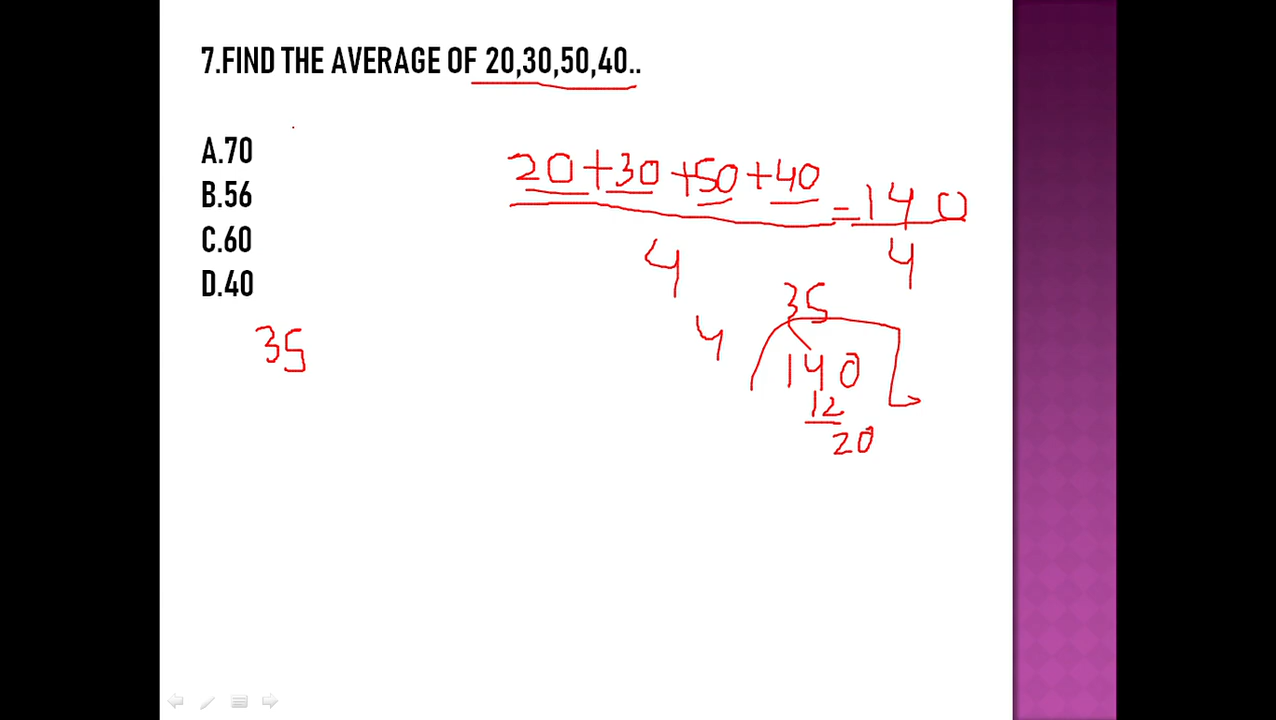 7.FIND THE AVERAGE OF 20,30,50,40..
A.70
B.56
C.60
D.40
35
20+30+50+40 = 140
4 4
35
4 140
12
20